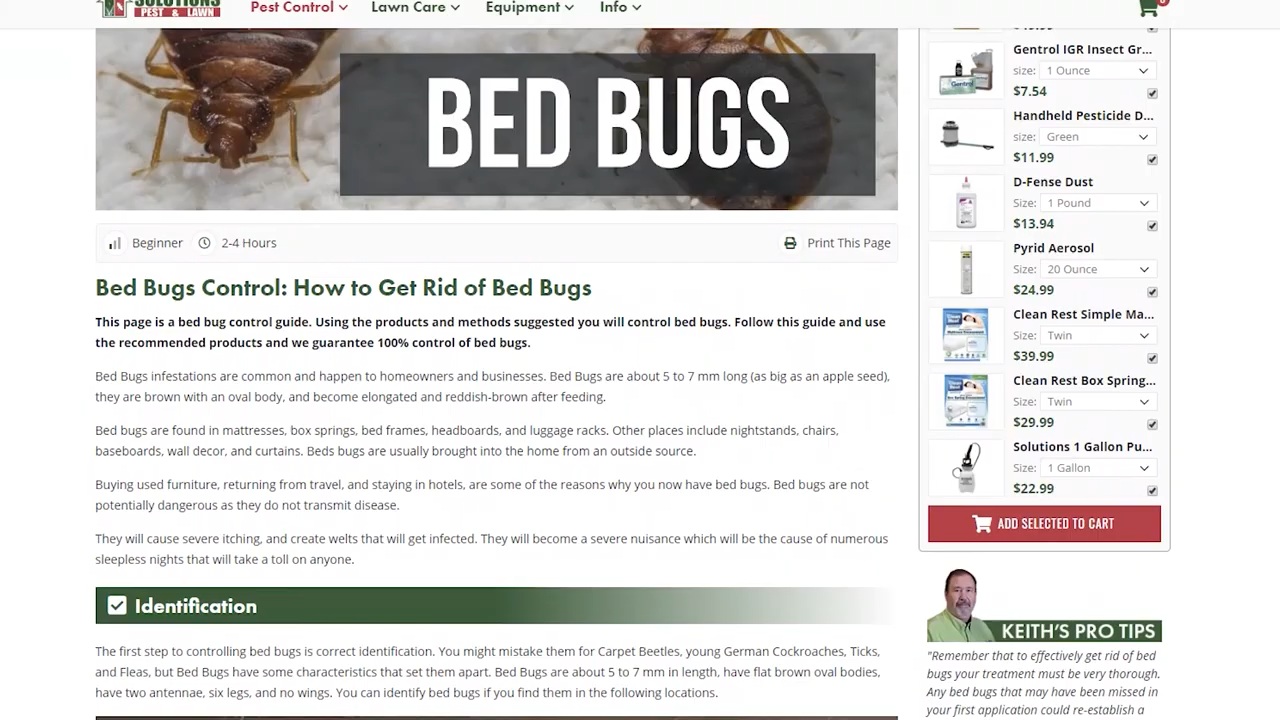 SOLUTIONS
PEST & LAWN
Pest Control
Lawn Care
Equipment
Info
BED BUGS
Beginner
2-4 Hours
Print This Page
Bed Bugs Control: How to Get Rid of Bed Bugs
This page is a bed bug control guide. Using the products and methods suggested you will control bed bugs. Follow this guide and use
the recommended products and we guarantee 100% control of bed bugs.
Bed Bugs infestations are common and happen to homeowners and businesses. Bed Bugs are about 5 to 7 mm long (as big as an apple seed),
they are brown with an oval body, and become elongated and reddish-brown after feeding.
Bed bugs are found in mattresses, box springs, bed frames, headboards, and luggage racks. Other places include nightstands, chairs,
baseboards, wall decor, and curtains. Beds bugs are usually brought into the home from an outside source.
Buying used furniture, returning from travel, and staying in hotels, are some of the reasons why you now have bed bugs. Bed bugs are not
potentially dangerous as they do not transmit disease.
They will cause severe itching, and create welts that will get infected. They will become a severe nuisance which will be the cause of numerous
sleepless nights that will take a toll on anyone.
Identification
The first step to controlling bed bugs is correct identification. You might mistake them for Carpet Beetles, young German Cockroaches, Ticks,
and Fleas, but Bed Bugs have some characteristics that set them apart. Bed Bugs are about 5 to 7 mm in length, have flat brown oval bodies,
have two antennae, six legs, and no wings. You can identify bed bugs if you find them in the following locations.
Gentrol IGR Insect Gr...
size: 1 Ounce
$7.54
Handheld Pesticide D...
size: Green
$11.99
D-Fense Dust
Size: 1 Pound
$13.94
Pyrid Aerosol
Size: 20 Ounce
$24.99
Clean Rest Simple Ma...
Size: Twin
$39.99
Clean Rest Box Spring...
Size: Twin
$29.99
Solutions 1 Gallon Pu...
Size: 1 Gallon
$22.99
ADD SELECTED TO CART
KEITH'S PRO TIPS
"Remember that to effectively get rid of bed
bugs your treatment must be very thorough.
Any bed bugs that may have been missed in
your first application could re-establish a